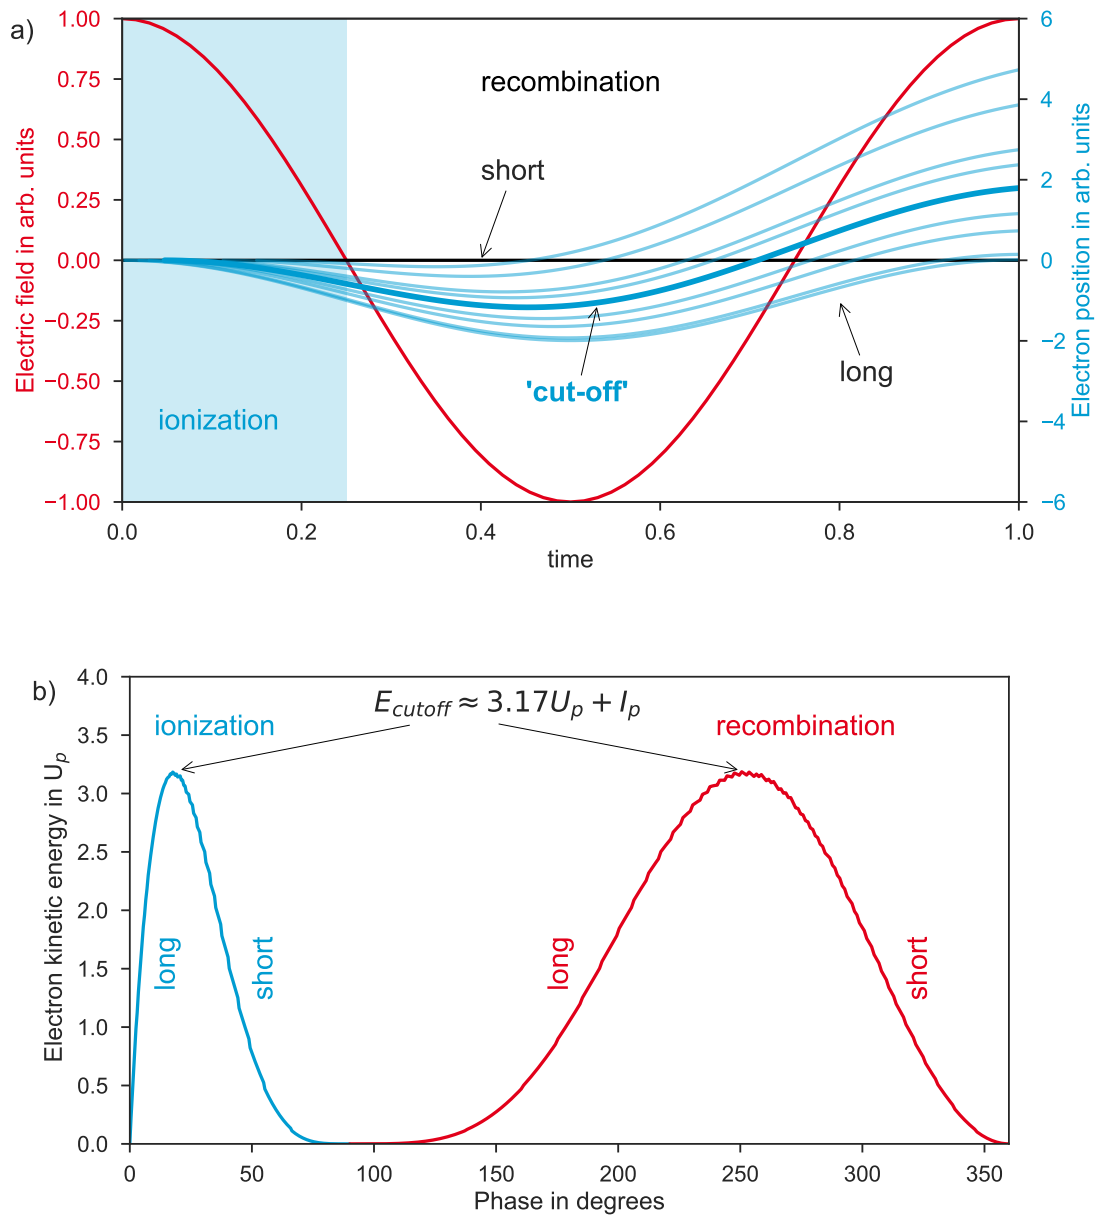 a)
1.00
0.75
0.50
0.25
0.00
−0.25
−0.50
−0.75
−1.00
Electric field in arb. units
6
4
2
0
−2
−4
−6
Electron position in arb. units
recombination
short
'cut-off'
long
ionization
0.0 0.2 0.4 0.6 0.8 1.0
time
b)
4.0
3.5
3.0
2.5
2.0
1.5
1.0
0.5
0.0
Electron kinetic energy in Up
Ecutoff ≈ 3.17Up + Ip
ionization recombination
long short long short
0 50 100 150 200 250 300 350
Phase in degrees